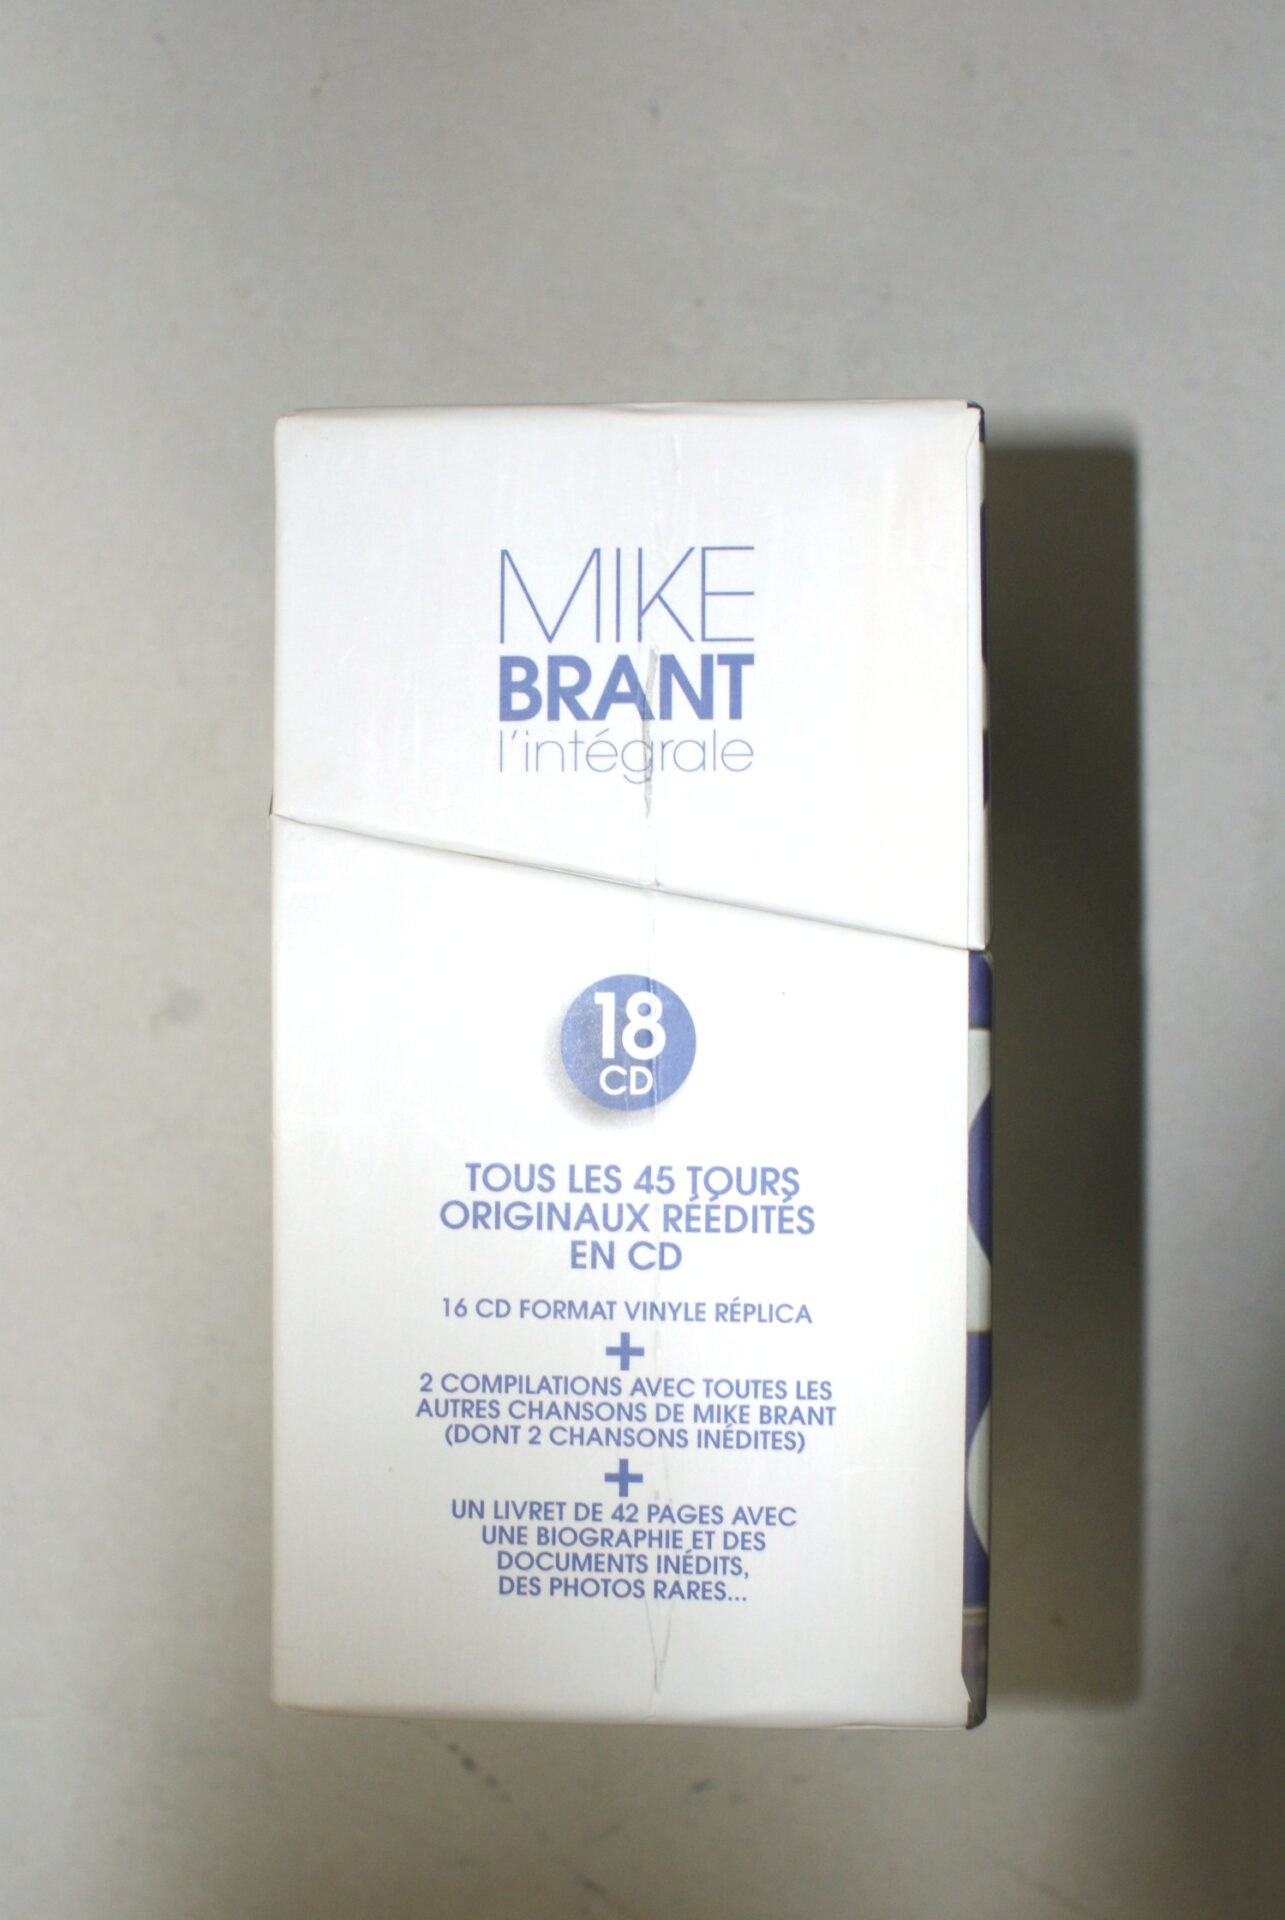 MIKE
BRANT
l'intégrale
18
CD
TOUS LES 45 TOURS
ORIGINAUX RÉÉDITÉS
EN CD
16 CD FORMAT VINYLE RÉPLICA
+
2 COMPILATIONS AVEC TOUTES LES
AUTRES CHANSONS DE MIKE BRANT
(DONT 2 CHANSONS INÉDITES)
+
UN LIVRET DE 42 PAGES AVEC
UNE BIOGRAPHIE ET DES
DOCUMENTS INÉDITS,
DES PHOTOS RARES...